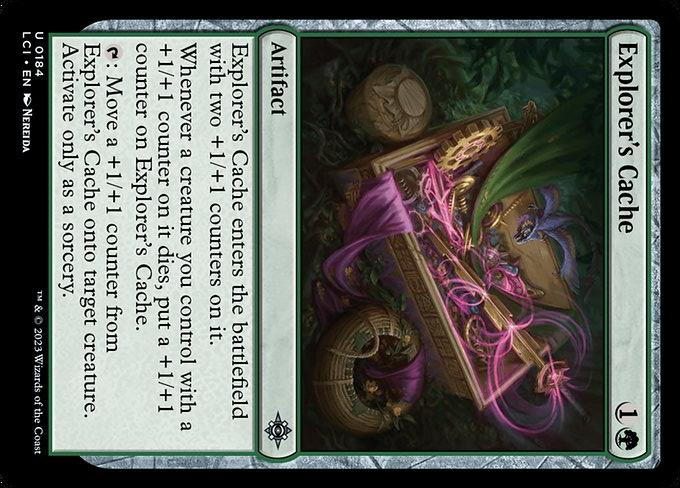 Explorer's Cache
1
Artifact
Explorer's Cache enters the battlefield
with two +1/+1 counters on it.
Whenever a creature you control with a
+1/+1 counter on it dies, put a +1/+1
counter on Explorer's Cache.
: Move a +1/+1 counter from
Explorer's Cache onto target creature.
Activate only as a sorcery.
U 0184
LCI • EN NEREIDA
™ & © 2023 Wizards of the Coast